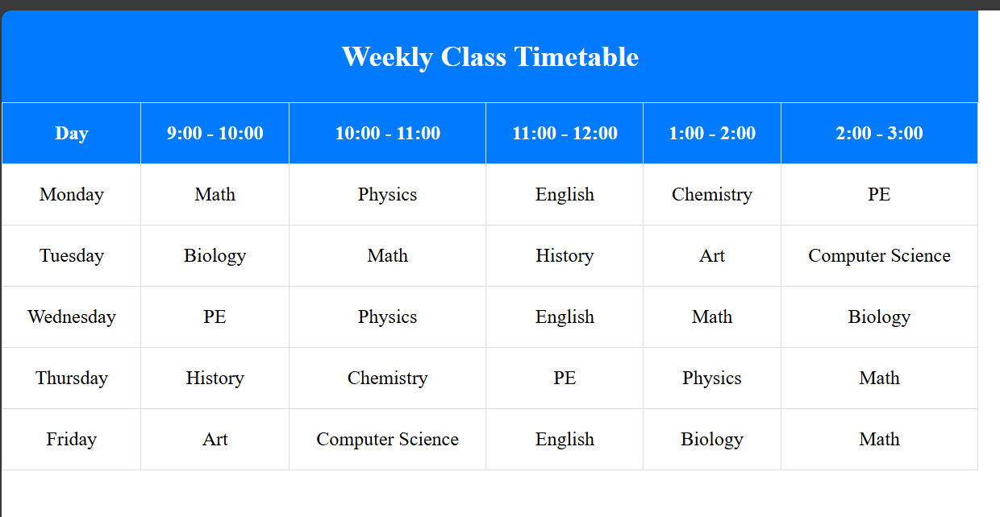 Weekly Class Timetable
Day 9:00 - 10:00 10:00 - 11:00 11:00 - 12:00 1:00 - 2:00 2:00 - 3:00
Monday Math Physics English Chemistry PE
Tuesday Biology Math History Art Computer Science
Wednesday PE Physics English Math Biology
Thursday History Chemistry PE Physics Math
Friday Art Computer Science English Biology Math